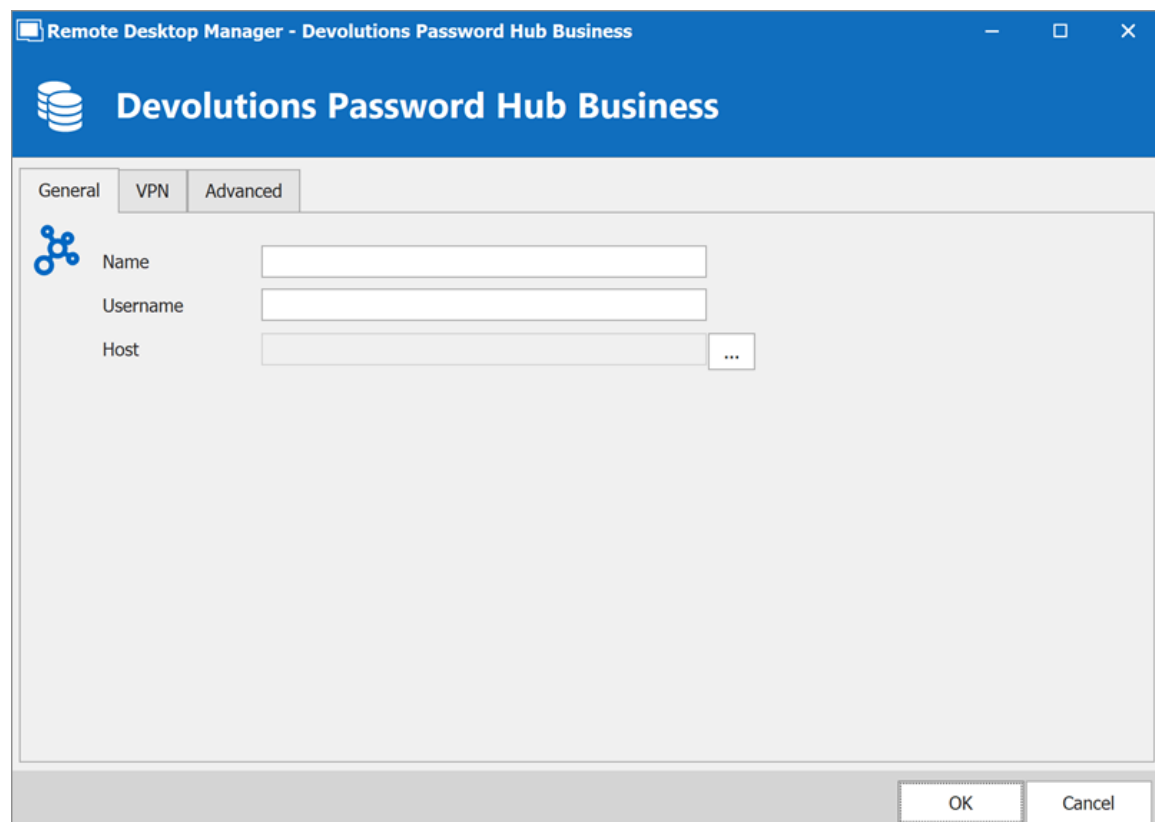 Remote Desktop Manager - Devolutions Password Hub Business
Devolutions Password Hub Business
General VPN Advanced
Name
Username
Host ...
OK Cancel